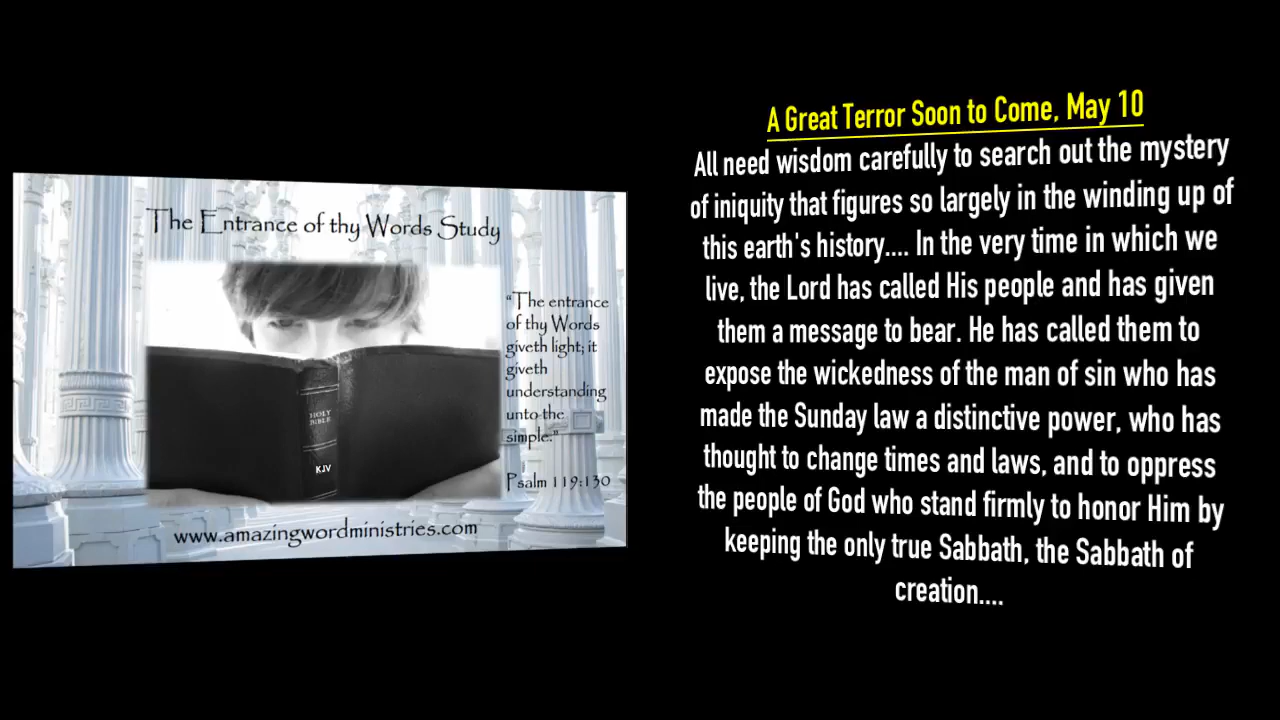 The Entrance of thy Words Study
"The entrance
of thy Words
giveth light; it
giveth
understanding
unto the
simple."
Psalm 119:130
HOLY
BIBLE
KJV
www.amazingwordministries.com
A Great Terror Soon to Come, May 10
All need wisdom carefully to search out the mystery
of iniquity that figures so largely in the winding up of
this earth's history.... In the very time in which we
live, the Lord has called His people and has given
them a message to bear. He has called them to
expose the wickedness of the man of sin who has
made the Sunday law a distinctive power, who has
thought to change times and laws, and to oppress
the people of God who stand firmly to honor Him by
keeping the only true Sabbath, the Sabbath of
creation....